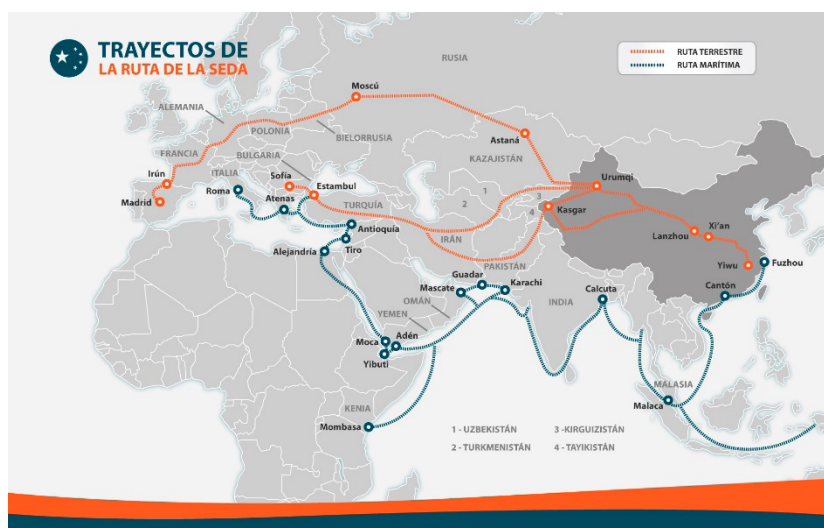 TRAYECTOS DE
LA RUTA DE LA SEDA
RUTA TERRESTRE
RUTA MARÍTIMA
RUSIA
Moscú
ALEMANIA
POLONIA
BIELORRUSIA
Astaná
KAZAJISTÁN
FRANCIA
BULGARIA
Irún
ITALIA
Sofía
Estambul
Urumqi
Madrid
Roma
Atenas
TURQUÍA
1
2
3
4
Kasgar
Antioquía
IRÁN
Lanzhou
Xi'an
Alejandría
Tiro
PAKISTÁN
Yiwu
Fuzhou
Guadar
Mascate
Karachi
Calcuta
Cantón
OMÁN
INDIA
YEMEN
Moca
Adén
Yibuti
MALASIA
Malaca
KENIA
Mombasa
1 - UZBEKISTÁN
3 -KIRGUIZISTÁN
2 - TURKMENISTÁN
4 - TAYIKISTÁN